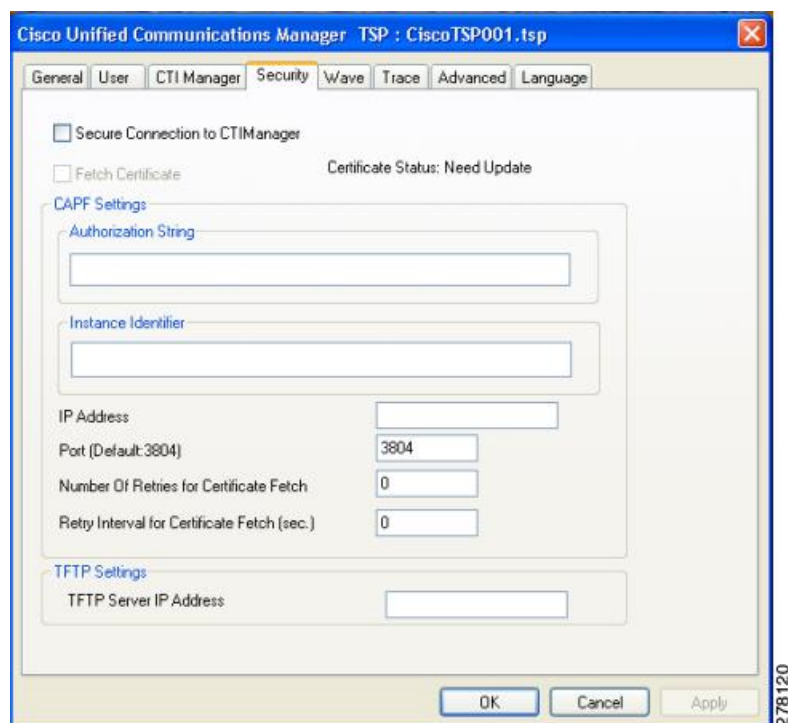 Cisco Unified Communications Manager TSP : CiscoTSP001.tsp
General User CTI Manager Security Wave Trace Advanced Language
Secure Connection to CTIManager
Fetch Certificate Certificate Status: Need Update
CAPF Settings
Authorization String
Instance Identifier
IP Address
Port (Default:3804) 3804
Number Of Retries for Certificate Fetch 0
Retry Interval for Certificate Fetch (sec.) 0
TFTP Settings
TFTP Server IP Address
OK Cancel Apply
278120